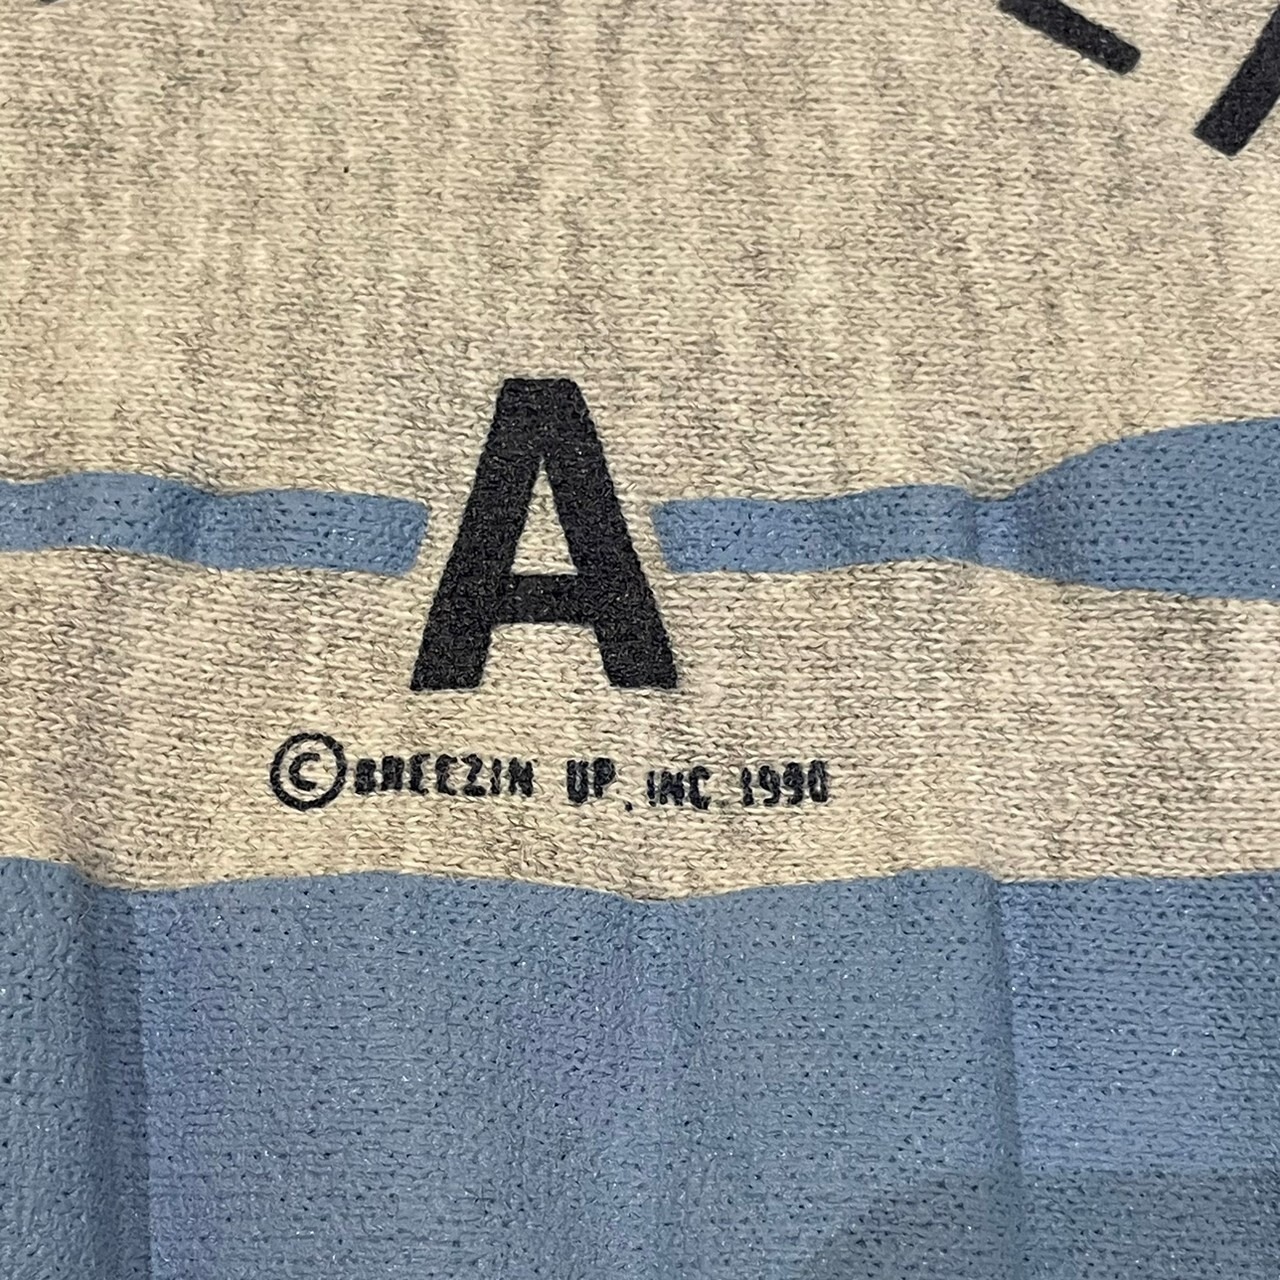 A
© BREEZIN UP, INC 1990